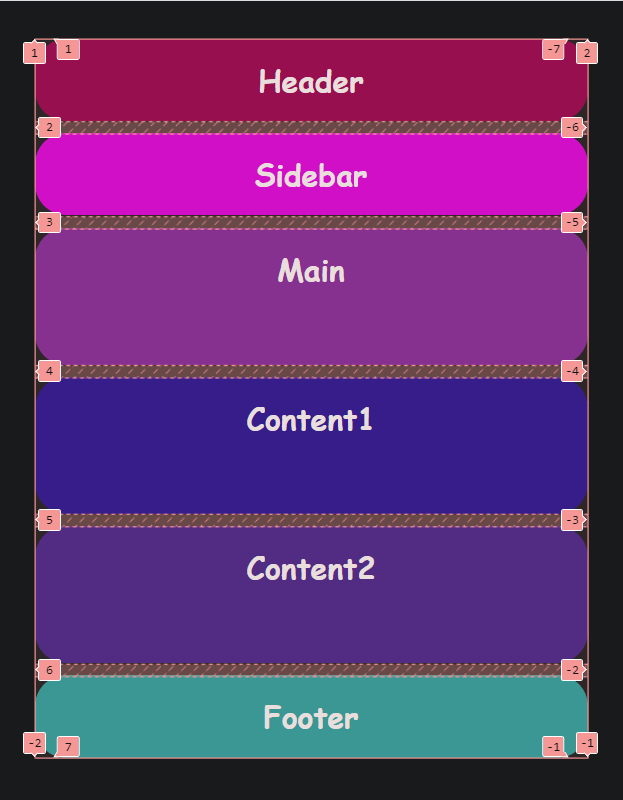 1 1 -7 2
Header
2 -6
Sidebar
3 -5
Main
4 -4
Content1
5 -3
Content2
6 -2
Footer
-2 7 -1 -1